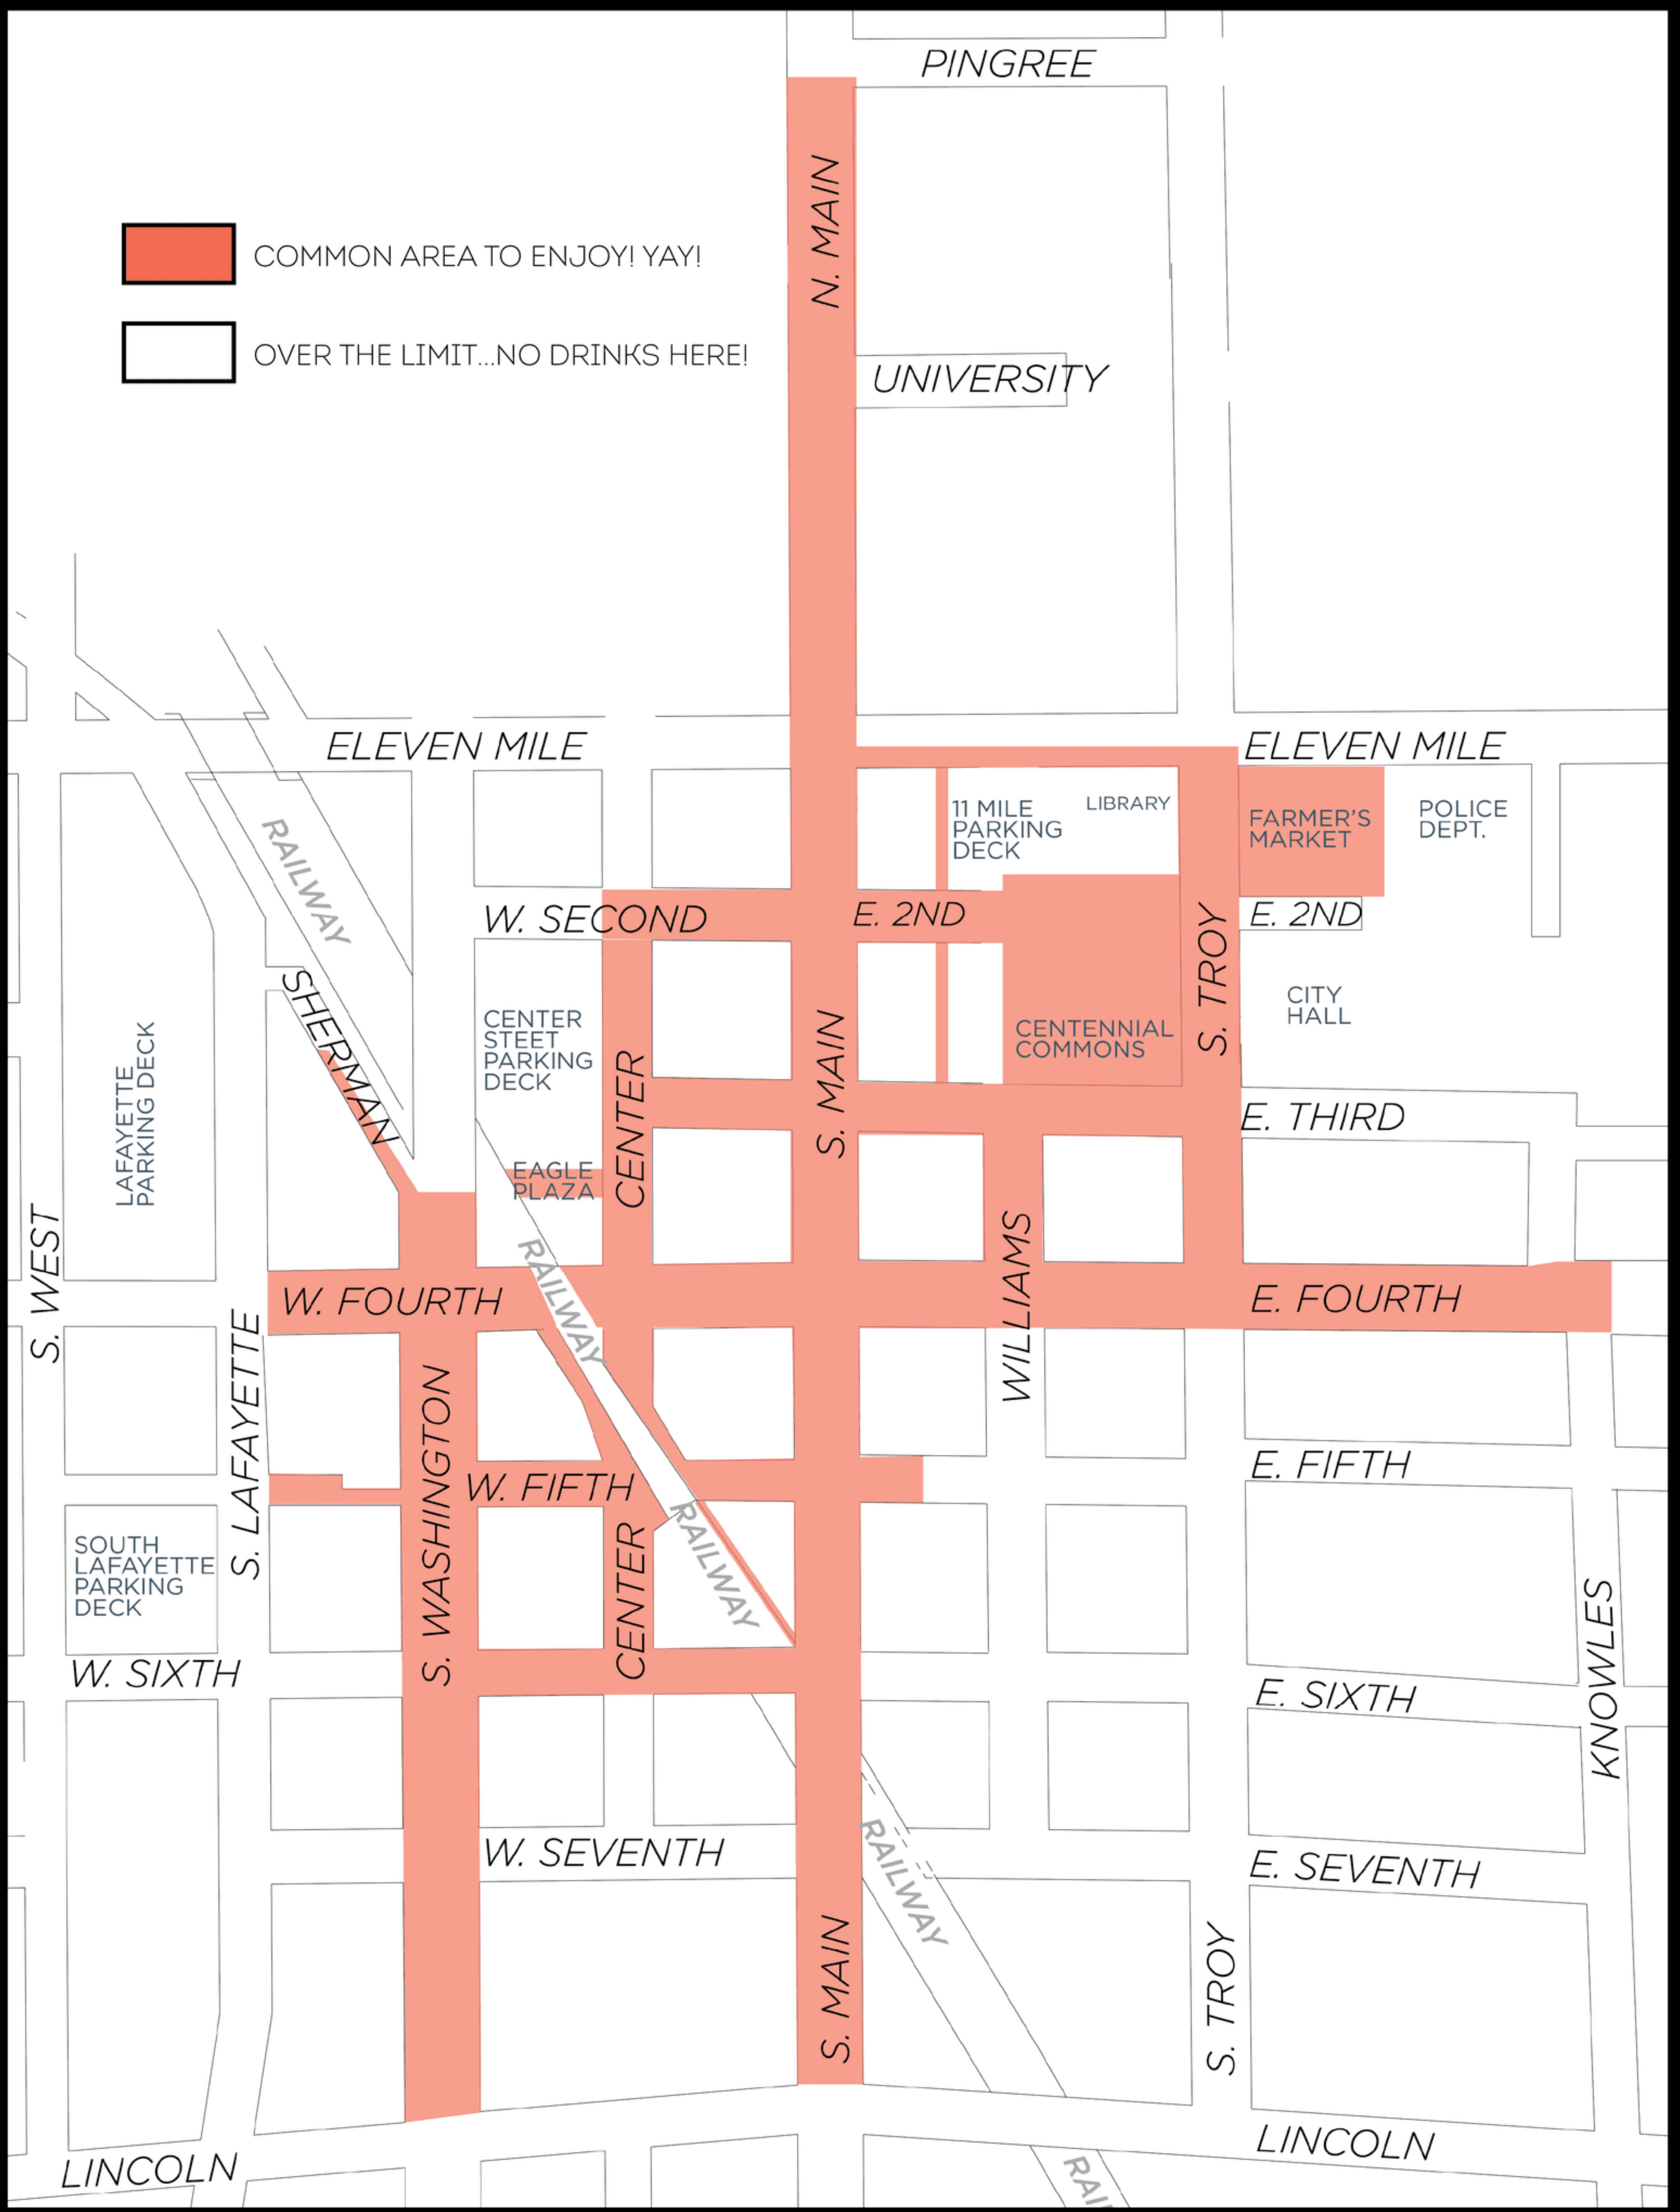 PINGREE
N. MAIN
COMMON AREA TO ENJOY! YAY!
OVER THE LIMIT...NO DRINKS HERE!
UNIVERSITY
ELEVEN MILE
ELEVEN MILE
RAILWAY
11 MILE
PARKING
DECK
LIBRARY
FARMER'S
MARKET
POLICE
DEPT.
W. SECOND
E. 2ND
E. 2ND
S. TROY
SHERMAN
CENTER
STEET
PARKING
DECK
CENTER
S. MAIN
CENTENNIAL
COMMONS
CITY
HALL
LAFAYETTE
PARKING DECK
E. THIRD
EAGLE
PLAZA
S. WEST
RAILWAY
WILLIAMS
W. FOURTH
E. FOURTH
S. LAFAYETTE
S. WASHINGTON
W. FIFTH
E. FIFTH
RAILWAY
CENTER
SOUTH
LAFAYETTE
PARKING
DECK
KNOWLES
W. SIXTH
E. SIXTH
W. SEVENTH
E. SEVENTH
RAILWAY
S. MAIN
S. TROY
LINCOLN
LINCOLN
RAI